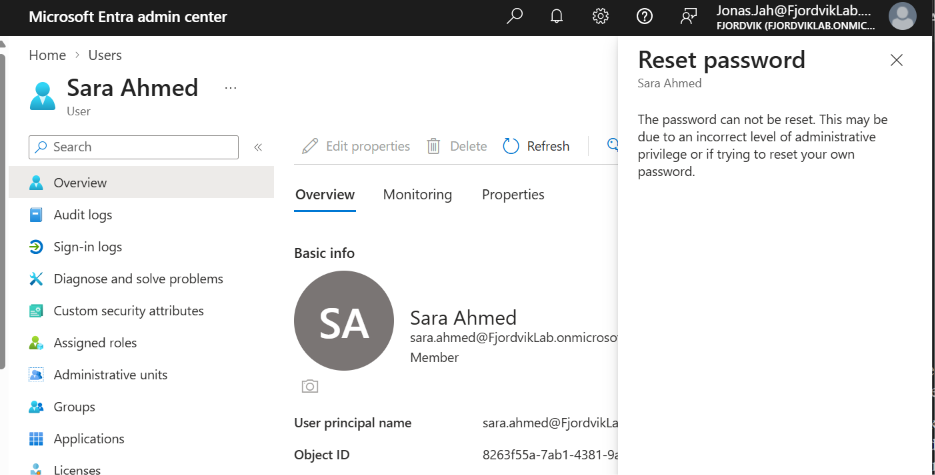 Microsoft Entra admin center
Jonas.Jah@FjordvikLab....
FJORDVIK (FJORDVIKLAB.ONMIC...
Home > Users
Sara Ahmed ...
User
Search «
Overview
Audit logs
Sign-in logs
Diagnose and solve problems
Custom security attributes
Assigned roles
Administrative units
Groups
Applications
Licenses
Edit properties Delete Refresh
Overview Monitoring Properties
Basic info
SA
Sara Ahmed
sara.ahmed@FjordvikLab.onmicroso
Member
User principal name sara.ahmed@FjordvikLa
Object ID 8263f55a-7ab1-4381-9a
Reset password
Sara Ahmed
The password can not be reset. This may be
due to an incorrect level of administrative
privilege or if trying to reset your own
password.